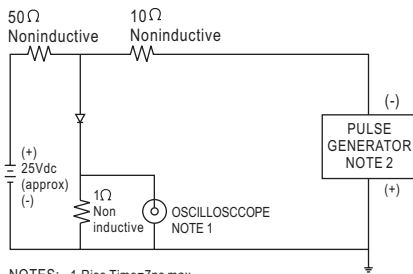 50Ω
Noninductive
10Ω
Noninductive
(+)
25Vdc
(approx)
(-)
1Ω
Non
inductive
OSCILLOSCCOPE
NOTE 1
(-)
PULSE
GENERATOR
NOTE 2
(+)
NOTES: 1.Rise Time=7ns max